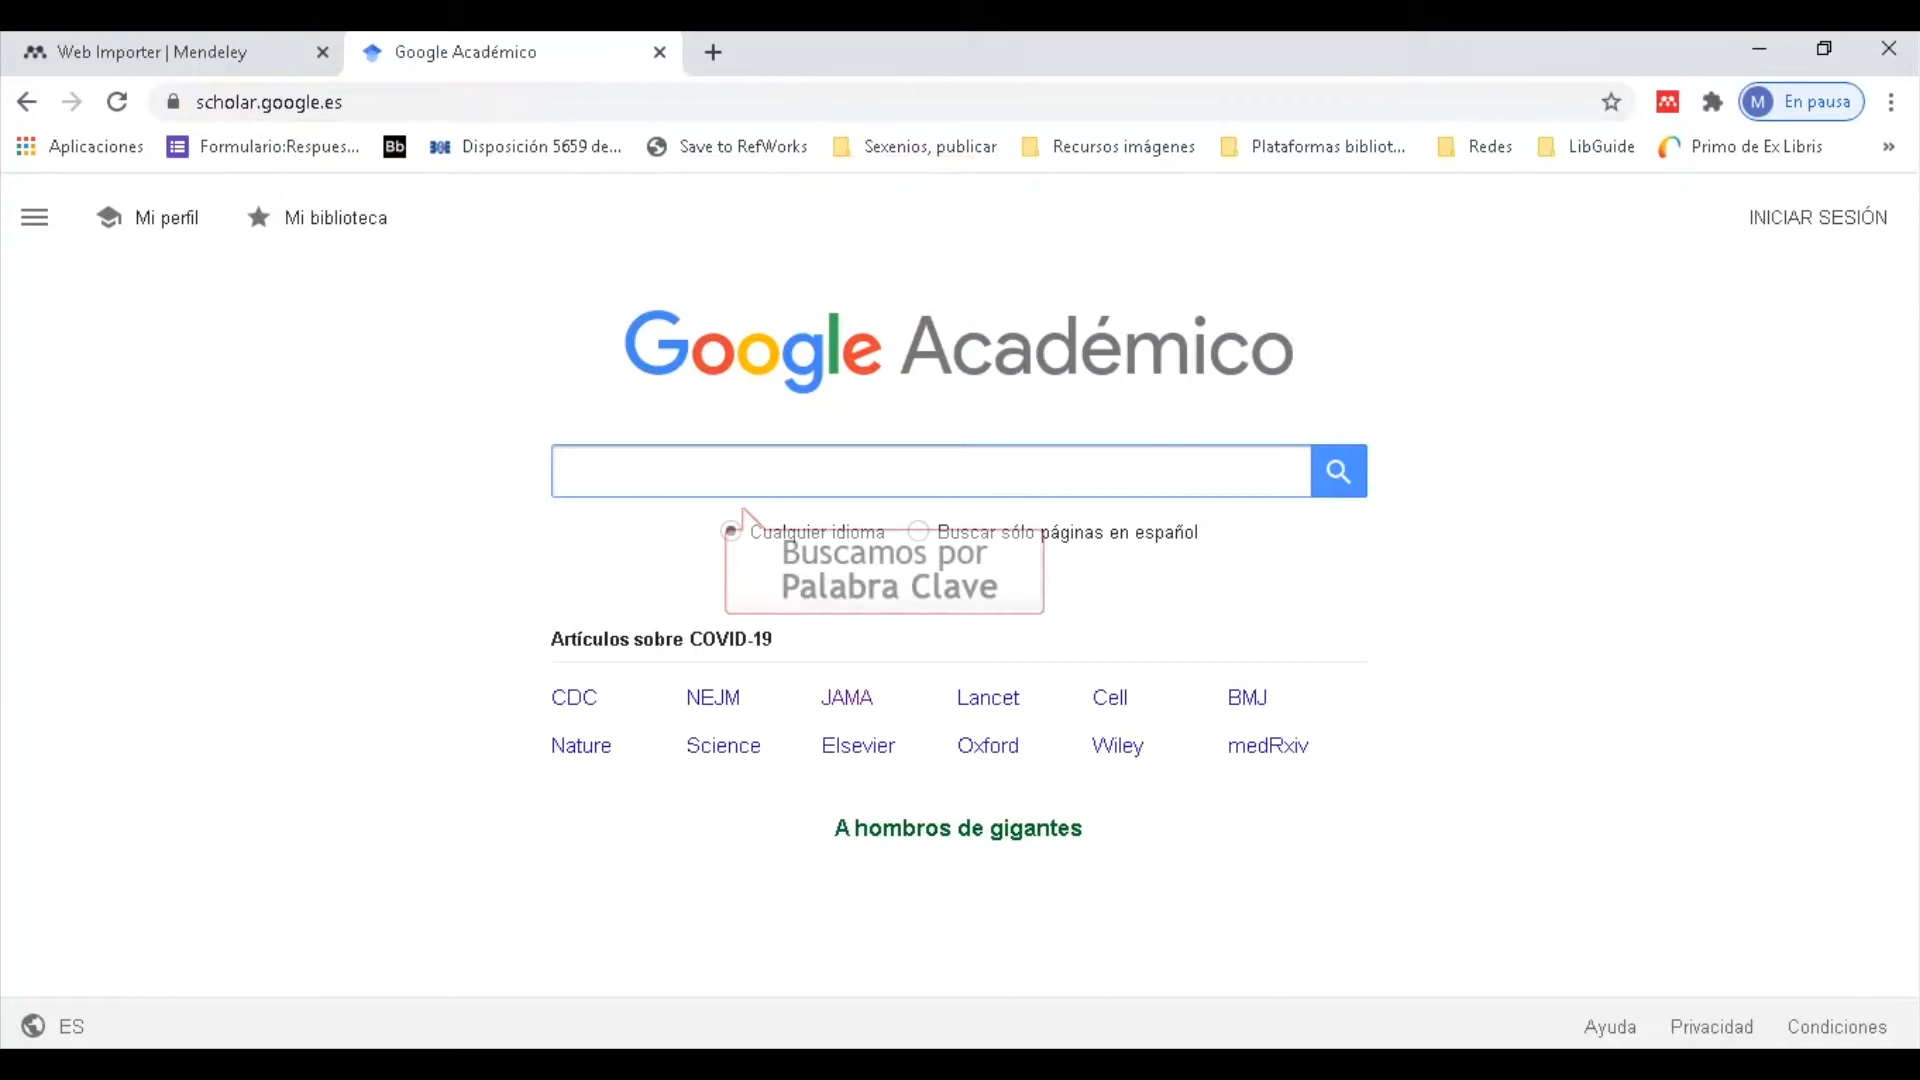 Web Importer | Mendeley
Google Académico
scholar.google.es
M En pausa
Aplicaciones
Formulario:Respues...
Bb
BOE
Disposición 5659 de...
Save to RefWorks
Sexenios, publicar
Recursos imágenes
Plataformas bibliot...
Redes
LibGuide
Primo de Ex Libris
»
Mi perfil
Mi biblioteca
INICIAR SESIÓN
Google Académico
Cualquier idioma
Buscar sólo páginas en español
Buscamos por
Palabra Clave
Artículos sobre COVID-19
CDC NEJM JAMA Lancet Cell BMJ
Nature Science Elsevier Oxford Wiley medRxiv
A hombros de gigantes
ES
Ayuda Privacidad Condiciones